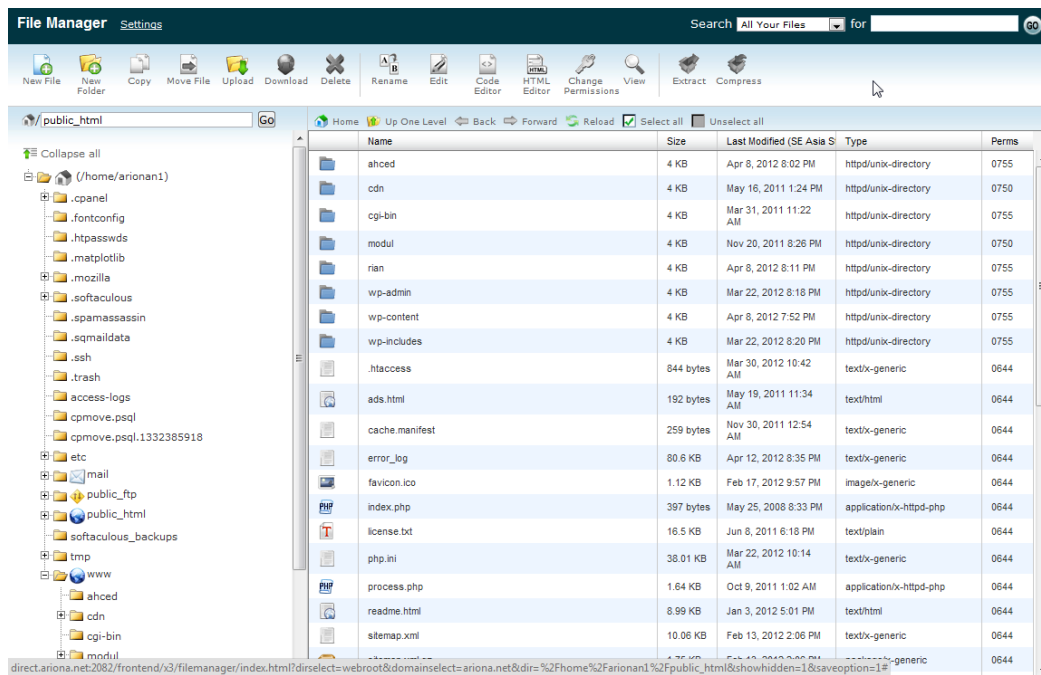 File Manager Settings Search All Your Files for GO
New File New Folder Copy Move File Upload Download Delete Rename Edit Code Editor HTML Editor Change Permissions View Extract Compress
/ public_html Go
Home Up One Level Back Forward Reload Select all Unselect all
Collapse all
(/home/arionan1)
.cpanel
.fontconfig
.htpasswds
.matplotlib
.mozilla
.softaculous
.spamassassin
.sqmaildata
.ssh
.trash
access-logs
cpmove.psql
cpmove.psql.1332385918
etc
mail
public_ftp
public_html
softaculous_backups
tmp
www
ahced
cdn
cgi-bin
modul
Name Size Last Modified (SE Asia S Type Perms
ahced 4 KB Apr 8, 2012 8:02 PM httpd/unix-directory 0755
cdn 4 KB May 16, 2011 1:24 PM httpd/unix-directory 0750
cgi-bin 4 KB Mar 31, 2011 11:22 AM httpd/unix-directory 0755
modul 4 KB Nov 20, 2011 8:26 PM httpd/unix-directory 0750
rian 4 KB Apr 8, 2012 8:11 PM httpd/unix-directory 0755
wp-admin 4 KB Mar 22, 2012 8:18 PM httpd/unix-directory 0755
wp-content 4 KB Apr 8, 2012 7:52 PM httpd/unix-directory 0755
wp-includes 4 KB Mar 22, 2012 8:20 PM httpd/unix-directory 0755
.htaccess 844 bytes Mar 30, 2012 10:42 AM text/x-generic 0644
ads.html 192 bytes May 19, 2011 11:34 AM text/html 0644
cache.manifest 259 bytes Nov 30, 2011 12:54 AM text/x-generic 0644
error_log 80.6 KB Apr 12, 2012 8:35 PM text/x-generic 0644
favicon.ico 1.12 KB Feb 17, 2012 9:57 PM image/x-generic 0644
PHP index.php 397 bytes May 25, 2008 8:33 PM application/x-httpd-php 0644
T license.txt 16.5 KB Jun 8, 2011 6:18 PM text/plain 0644
php.ini 38.01 KB Mar 22, 2012 10:14 AM text/x-generic 0644
PHP process.php 1.64 KB Oct 9, 2011 1:02 AM application/x-httpd-php 0644
readme.html 8.99 KB Jan 3, 2012 5:01 PM text/html 0644
sitemap.xml 10.06 KB Feb 13, 2012 2:06 PM text/x-generic 0644
0644
direct.ariona.net:2082/frontend/x3/filemanager/index.html?dirselect=webroot&domainselect=ariona.net&dir=%2Fhome%2Farionan1%2Fpublic_html&showhidden=1&saveoption=1#